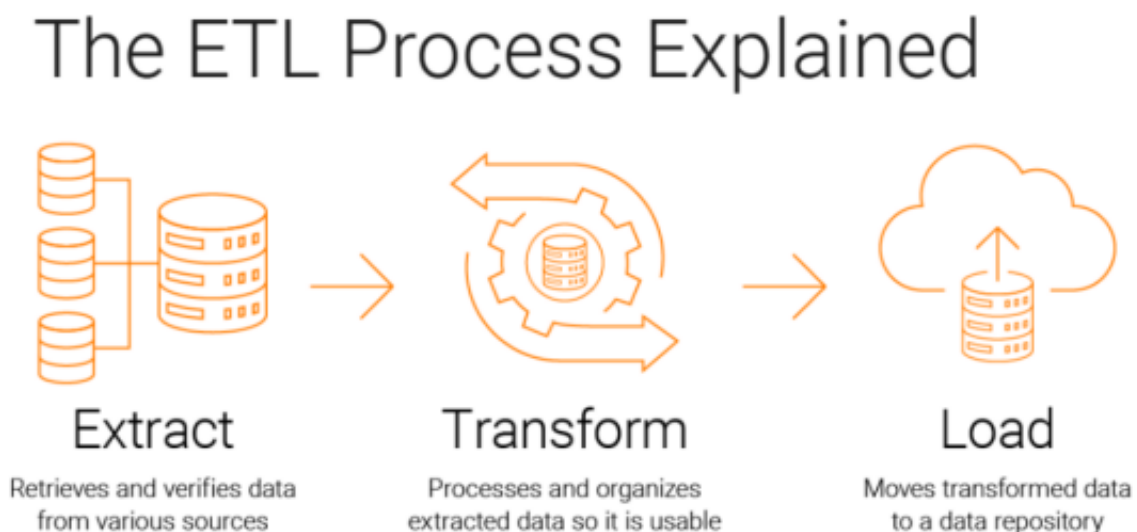 The ETL Process Explained
Extract
Retrieves and verifies data
from various sources
Transform
Processes and organizes
extracted data so it is usable
Load
Moves transformed data
to a data repository